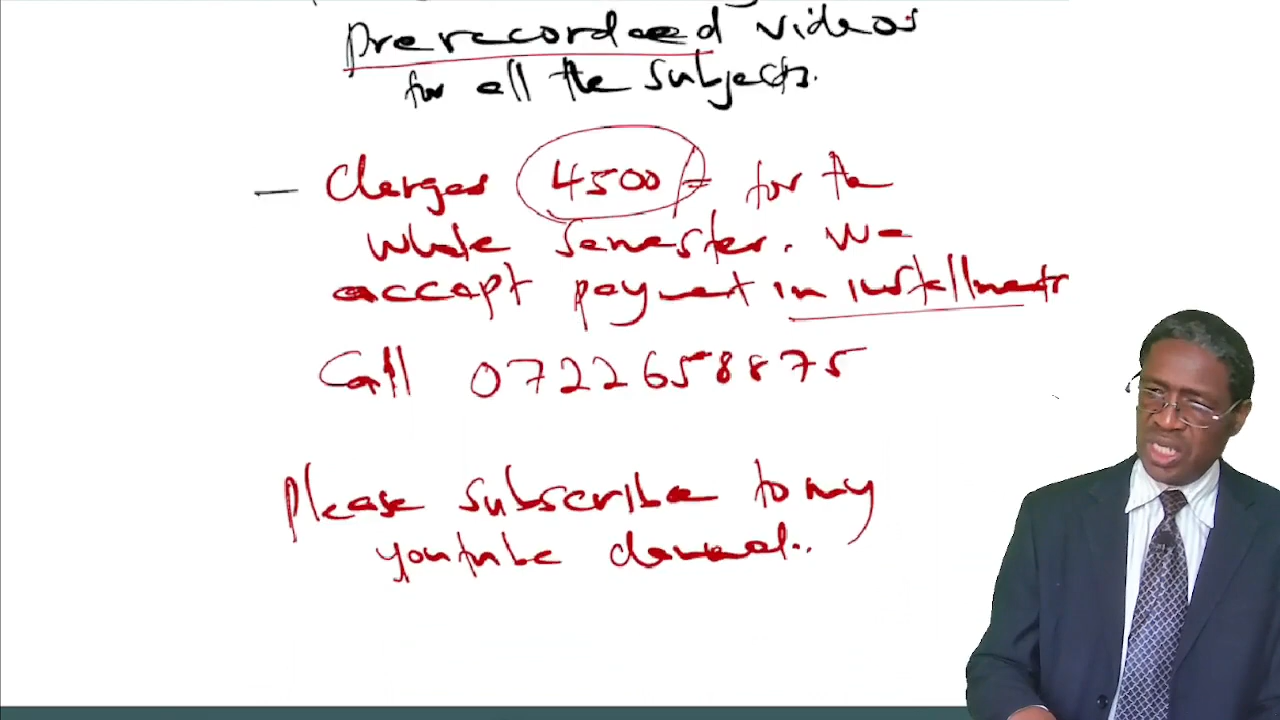 prerecorded videos
for all the subjects.
— Charges 4500/= for the
whole semester. We
accept payment in installments
Call 0722658875
Please subscribe to my
youtube channel.